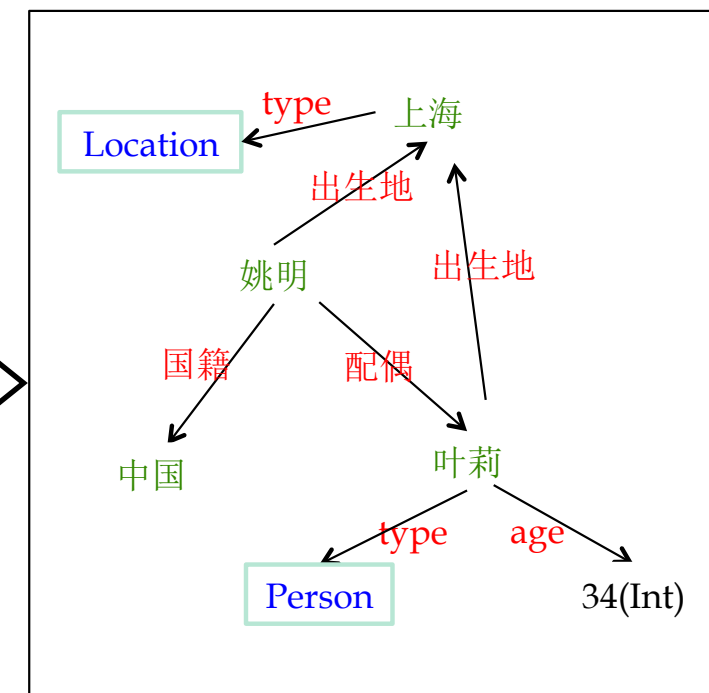 type
上海
Location
出生地
姚明
出生地
国籍
配偶
中国
叶莉
type
age
Person
34(Int)